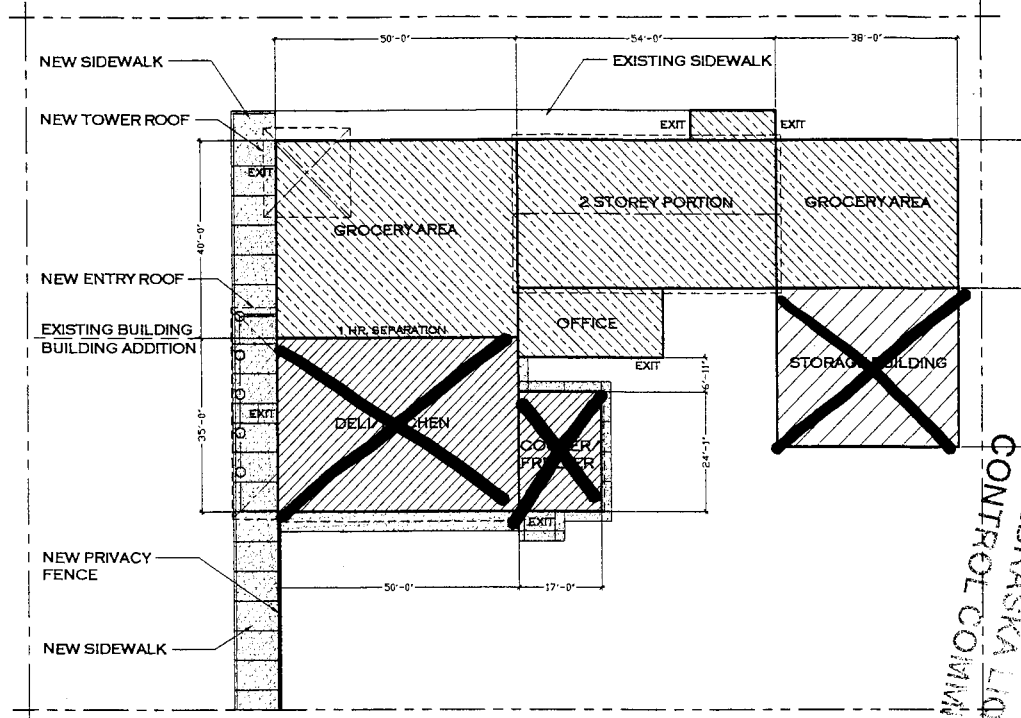 50'-0"
54'-0"
38'-0"
NEW SIDEWALK
EXISTING SIDEWALK
NEW TOWER ROOF
EXIT
EXIT
EXIT
2 STOREY PORTION
GROCERY AREA
GROCERY AREA
40'-0"
NEW ENTRY ROOF
OFFICE
1 HR. SEPARATION
EXISTING BUILDING
BUILDING ADDITION
EXIT
STORAGE BUILDING
6'-11"
EXIT
DELI/KITCHEN
35'-0"
COOLER/
FREEZER
24'-1"
EXIT
NEW PRIVACY
FENCE
50'-0"
17'-0"
NEW SIDEWALK
CONTROL COMM